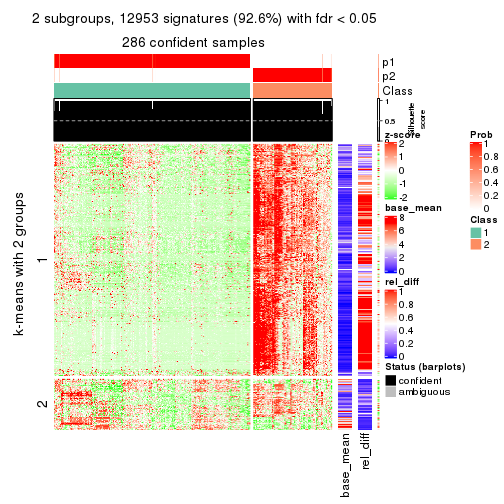 2 subgroups, 12953 signatures (92.6%) with fdr < 0.05
286 confident samples
p1
p2
Class
1
0.5
0
Silhouette
score
k-means with 2 groups
1
2
base_mean
rel_diff
z-score
2
1
0
-1
-2
base_mean
8
6
4
2
0
rel_diff
1
0.8
0.6
0.4
0.2
0
Status (barplots)
confident
ambiguous
Prob
1
0.8
0.6
0.4
0.2
0
Class
1
2